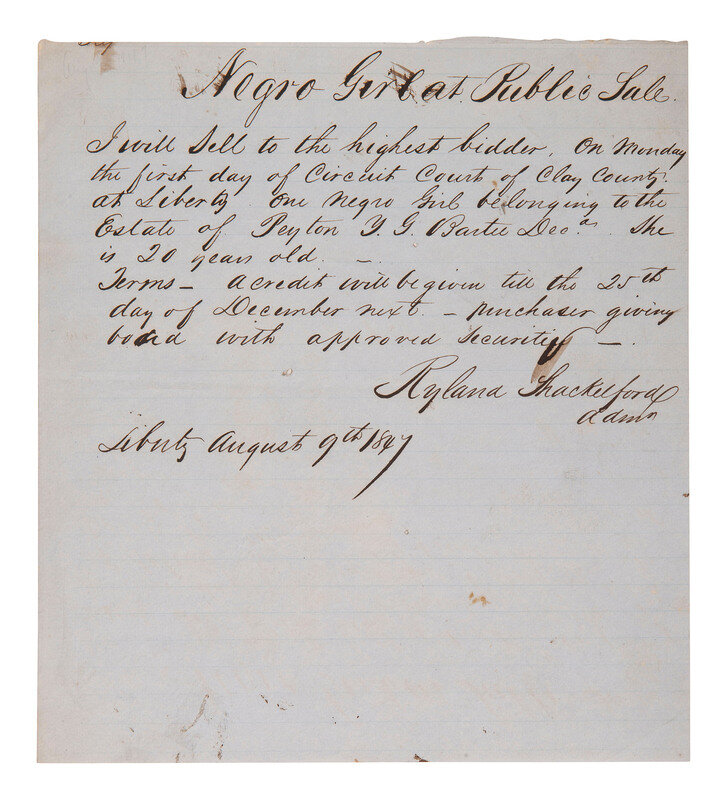 Negro Girl at Public Sale.
I will Sell to the highest bidder, On Monday
the first day of Circuit Court of Clay County
at Liberty One Negro Girl belonging to the
Estate of Peyton Y. G. Bartee Decd. She
is 20 years old. —.
Terms — A credit will be given till the 25th
day of December next. — purchaser giving
bond with approved Securities —.
Ryland Shackelford
Admr
Liberty August 9th 1847